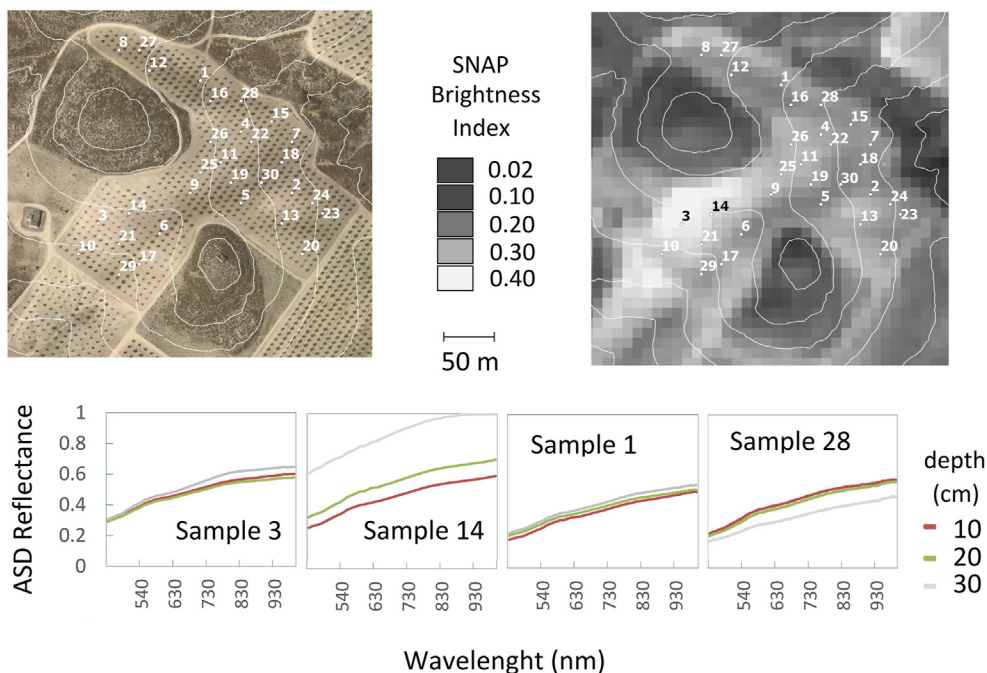 8 27
12
1
16 28
4 15
26 22 7
25 11 18
9 19 30 2
5 24
3 14 13 23
10 21 6 20
29 17
SNAP
Brightness
Index
0.02
0.10
0.20
0.30
0.40
50 m
8 27
12
1
16 28
4 15
26 22 7
25 11 18
9 19 30 2
5 24
3 14 13 23
10 21 6 20
29 17
ASD Reflectance
1
0.8
0.6
0.4
0.2
0
Sample 3
Sample 14
Sample 1
Sample 28
540 630 730 830 930
540 630 730 830 930
540 630 730 830 930
540 630 730 830 930
Wavelenght (nm)
depth
(cm)
10
20
30